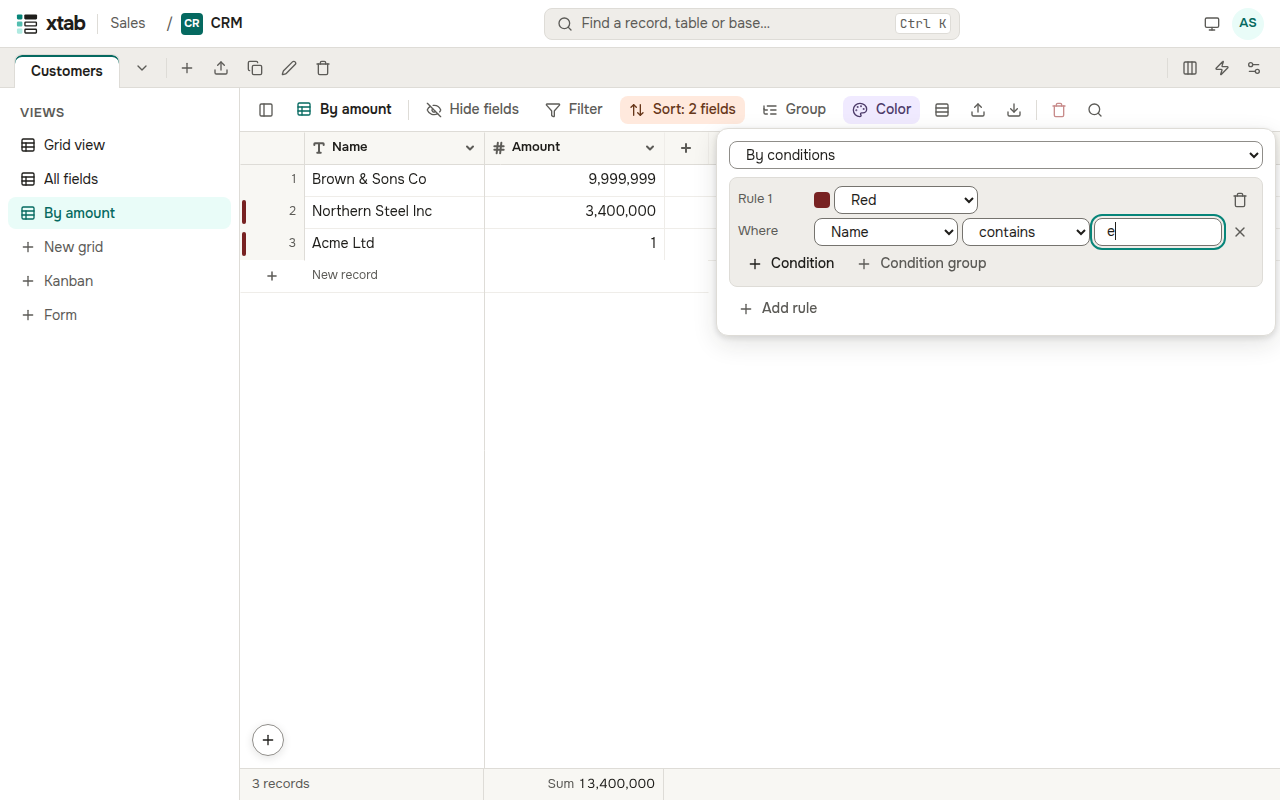 xtab Sales / CR CRM Find a record, table or base... Ctrl K AS
Customers
VIEWS
Grid view
All fields
By amount
New grid
Kanban
Form
By amount Hide fields Filter Sort: 2 fields Group Color
Name Amount
1 Brown & Sons Co 9,999,999
2 Northern Steel Inc 3,400,000
3 Acme Ltd 1
New record
By conditions
Rule 1 Red
Where Name contains e
Condition Condition group
Add rule
3 records Sum 13,400,000